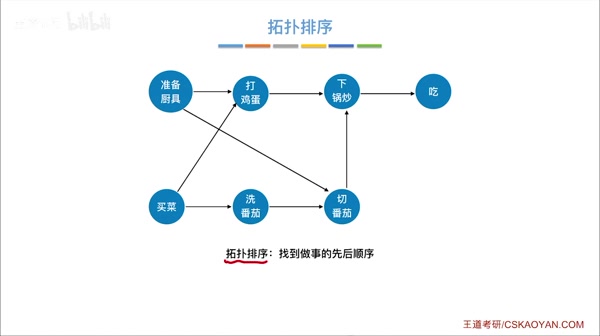 拓扑排序
bilibili
准备
厨具
打
鸡蛋
下
锅炒
吃
买菜
洗
番茄
切
番茄
拓扑排序：找到做事的先后顺序
王道考研/CSKAOYAN.COM